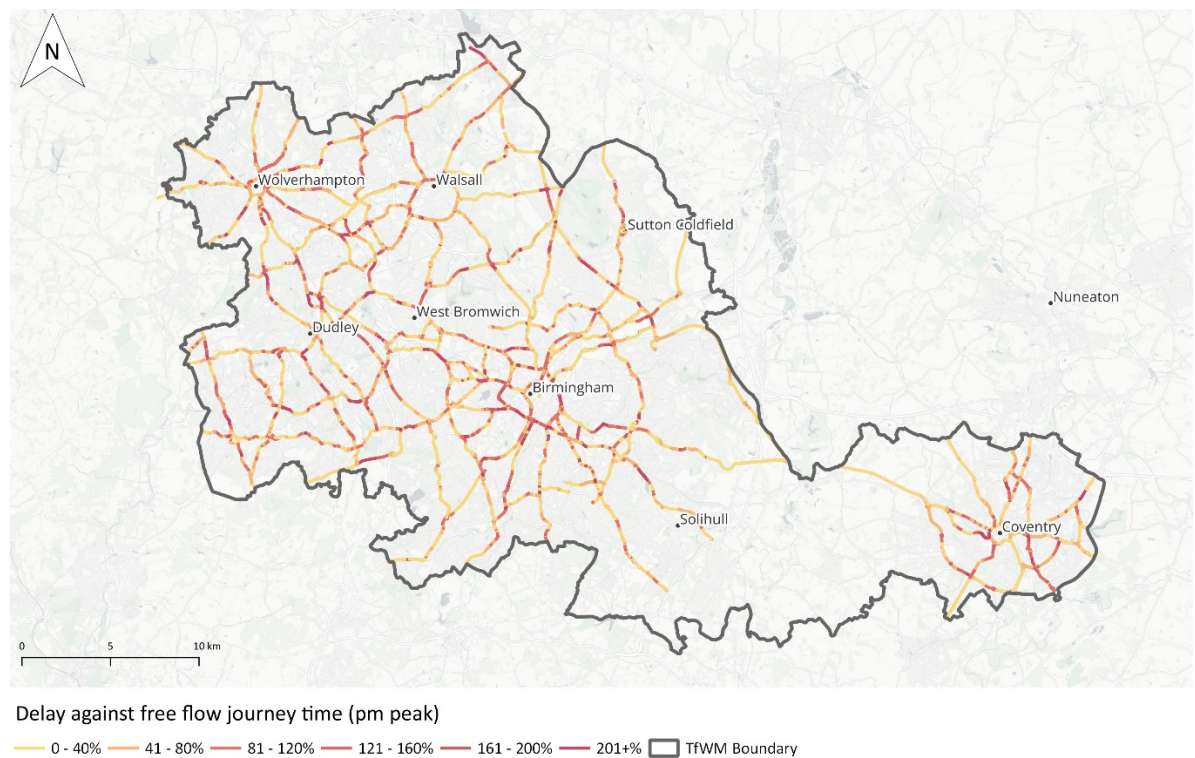 N
Wolverhampton
Walsall
Sutton Coldfield
Nuneaton
West Bromwich
Dudley
Birmingham
Solihull
Coventry
0 5 10 km
Delay against free flow journey time (pm peak)
0 - 40% 41 - 80% 81 - 120% 121 - 160% 161 - 200% 201+% TfWM Boundary